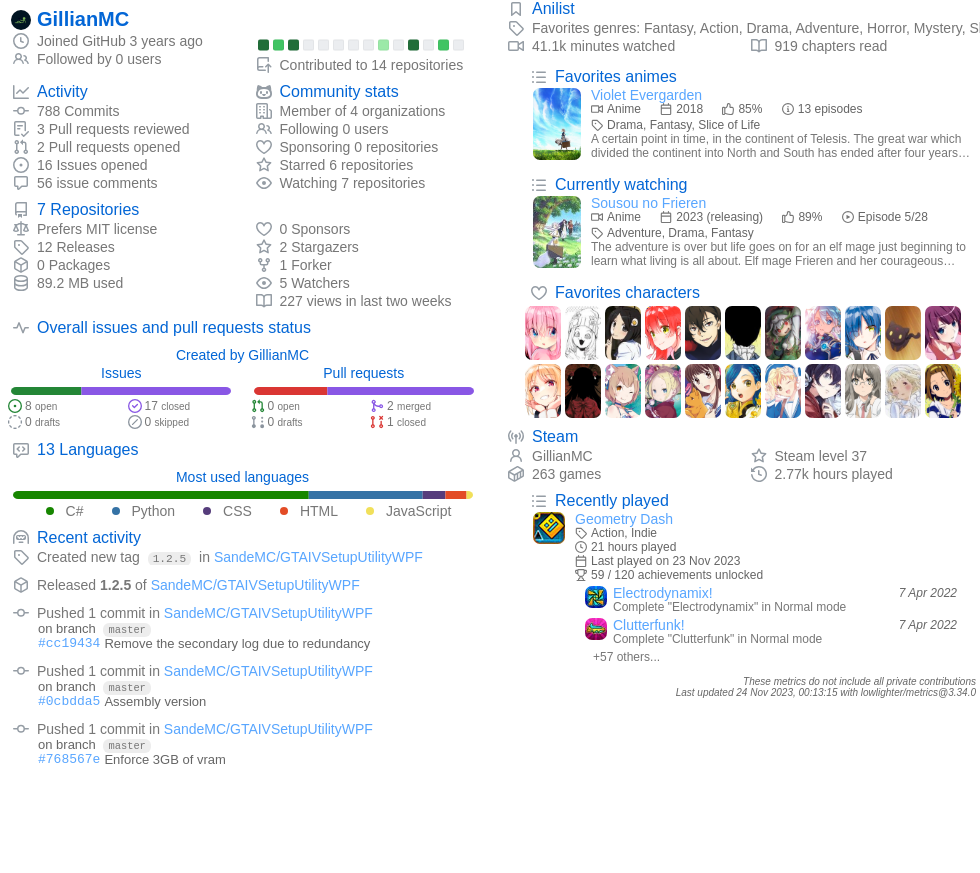 GillianMC
Joined GitHub 3 years ago
Followed by 0 users
Contributed to 14 repositories
Activity
788 Commits
3 Pull requests reviewed
2 Pull requests opened
16 Issues opened
56 issue comments
Community stats
Member of 4 organizations
Following 0 users
Sponsoring 0 repositories
Starred 6 repositories
Watching 7 repositories
7 Repositories
Prefers MIT license
12 Releases
0 Packages
89.2 MB used
0 Sponsors
2 Stargazers
1 Forker
5 Watchers
227 views in last two weeks
Overall issues and pull requests status
Created by GillianMC
Issues
8 open
17 closed
0 drafts
0 skipped
Pull requests
0 open
2 merged
0 drafts
1 closed
13 Languages
Most used languages
C# Python CSS HTML JavaScript
Recent activity
Created new tag 1.2.5 in SandeMC/GTAIVSetupUtilityWPF
Released 1.2.5 of SandeMC/GTAIVSetupUtilityWPF
Pushed 1 commit in SandeMC/GTAIVSetupUtilityWPF
on branch master
#cc19434 Remove the secondary log due to redundancy
Pushed 1 commit in SandeMC/GTAIVSetupUtilityWPF
on branch master
#0cbdda5 Assembly version
Pushed 1 commit in SandeMC/GTAIVSetupUtilityWPF
on branch master
#768567e Enforce 3GB of vram
Anilist
Favorites genres: Fantasy, Action, Drama, Adventure, Horror, Mystery, Sl
41.1k minutes watched
919 chapters read
Favorites animes
Violet Evergarden
Anime 2018 85% 13 episodes
Drama, Fantasy, Slice of Life
A certain point in time, in the continent of Telesis. The great war which
divided the continent into North and South has ended after four years…
Currently watching
Sousou no Frieren
Anime 2023 (releasing) 89% Episode 5/28
Adventure, Drama, Fantasy
The adventure is over but life goes on for an elf mage just beginning to
learn what living is all about. Elf mage Frieren and her courageous…
Favorites characters
Steam
GillianMC
Steam level 37
263 games
2.77k hours played
Recently played
Geometry Dash
Action, Indie
21 hours played
Last played on 23 Nov 2023
59 / 120 achievements unlocked
Electrodynamix! 7 Apr 2022
Complete "Electrodynamix" in Normal mode
Clutterfunk! 7 Apr 2022
Complete "Clutterfunk" in Normal mode
+57 others...
These metrics do not include all private contributions
Last updated 24 Nov 2023, 00:13:15 with lowlighter/metrics@3.34.0